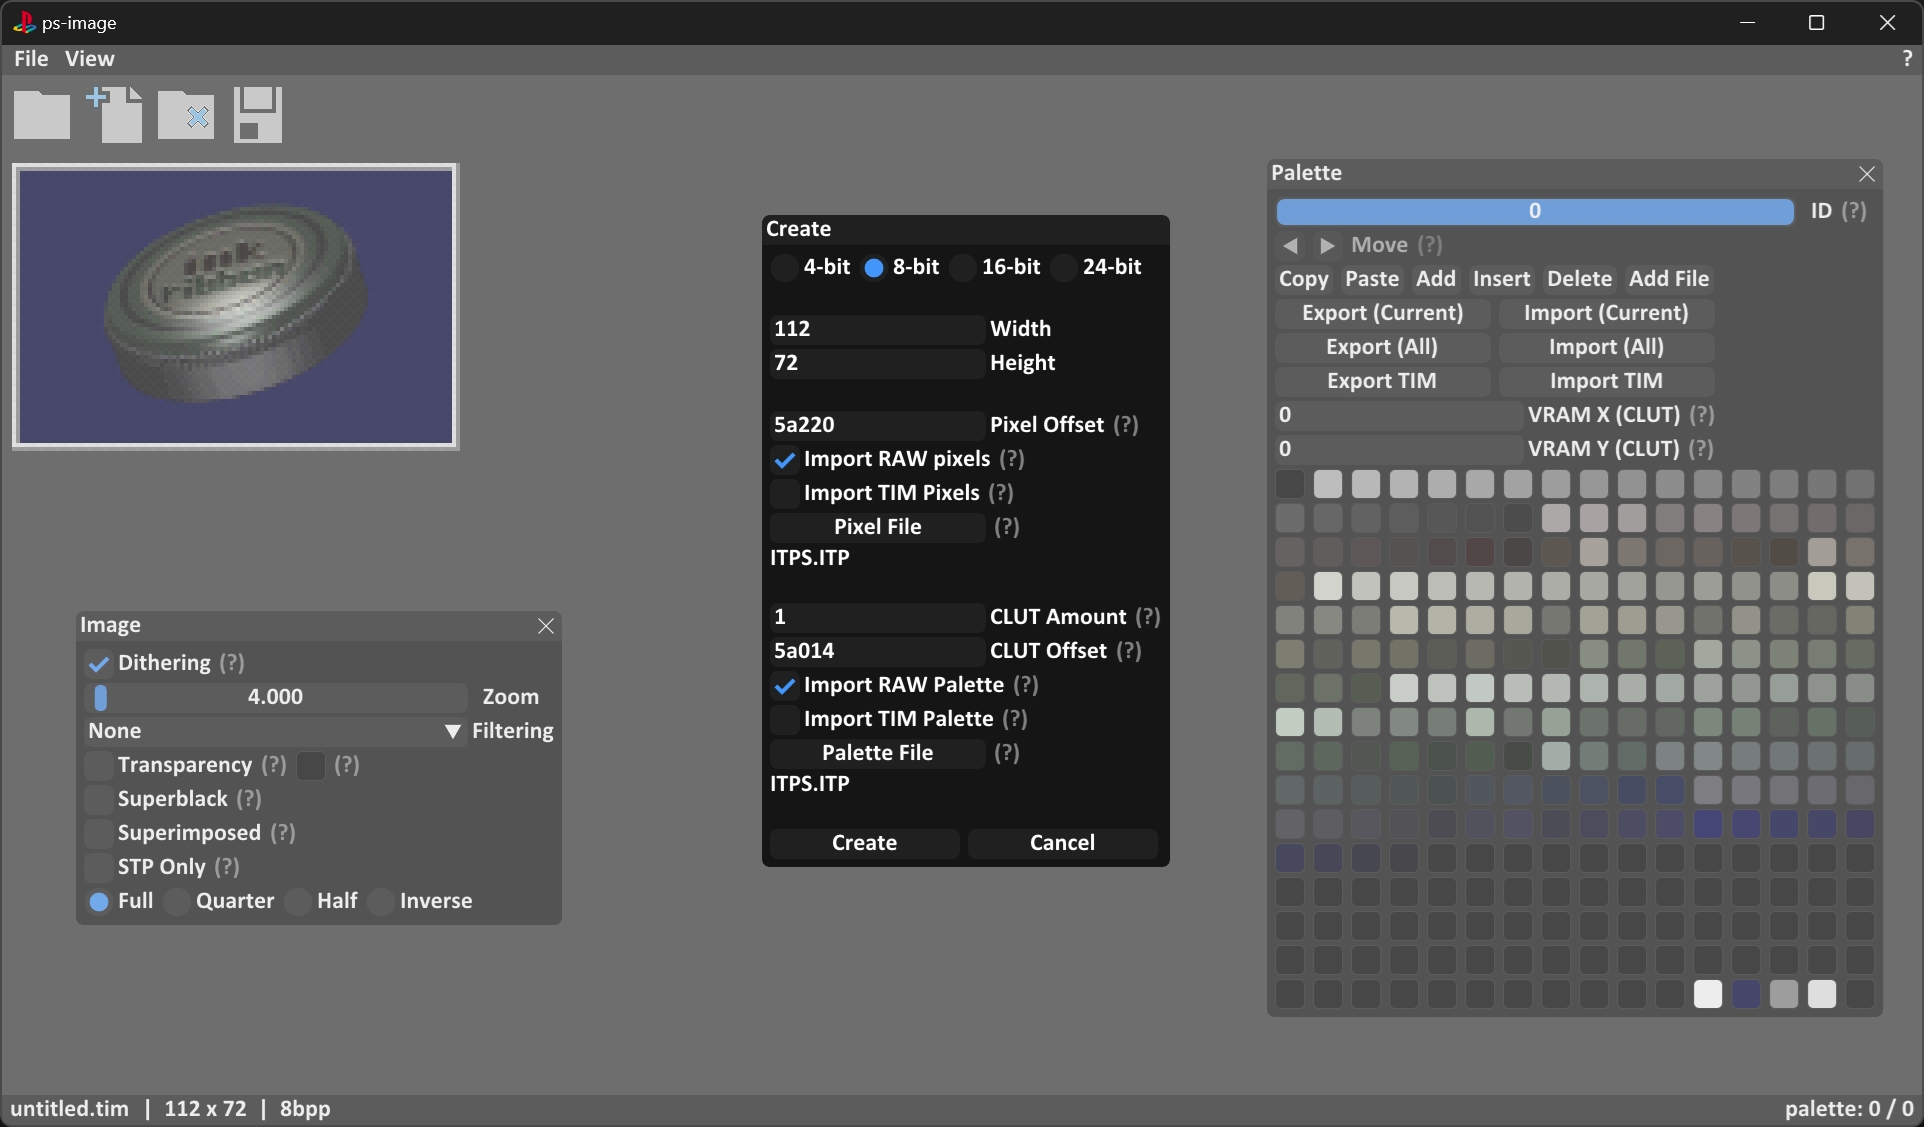 ps-image
File View ?
ink
ribbon
Create
4-bit 8-bit 16-bit 24-bit
112 Width
72 Height
5a220 Pixel Offset (?)
Import RAW pixels (?)
Import TIM Pixels (?)
Pixel File (?)
ITPS.ITP
1 CLUT Amount (?)
5a014 CLUT Offset (?)
Import RAW Palette (?)
Import TIM Palette (?)
Palette File (?)
ITPS.ITP
Create Cancel
Palette
0 ID (?)
Move (?)
Copy Paste Add Insert Delete Add File
Export (Current) Import (Current)
Export (All) Import (All)
Export TIM Import TIM
0 VRAM X (CLUT) (?)
0 VRAM Y (CLUT) (?)
Image
Dithering (?)
4.000 Zoom
None Filtering
Transparency (?) (?)
Superblack (?)
Superimposed (?)
STP Only (?)
Full Quarter Half Inverse
untitled.tim | 112 x 72 | 8bpp palette: 0 / 0